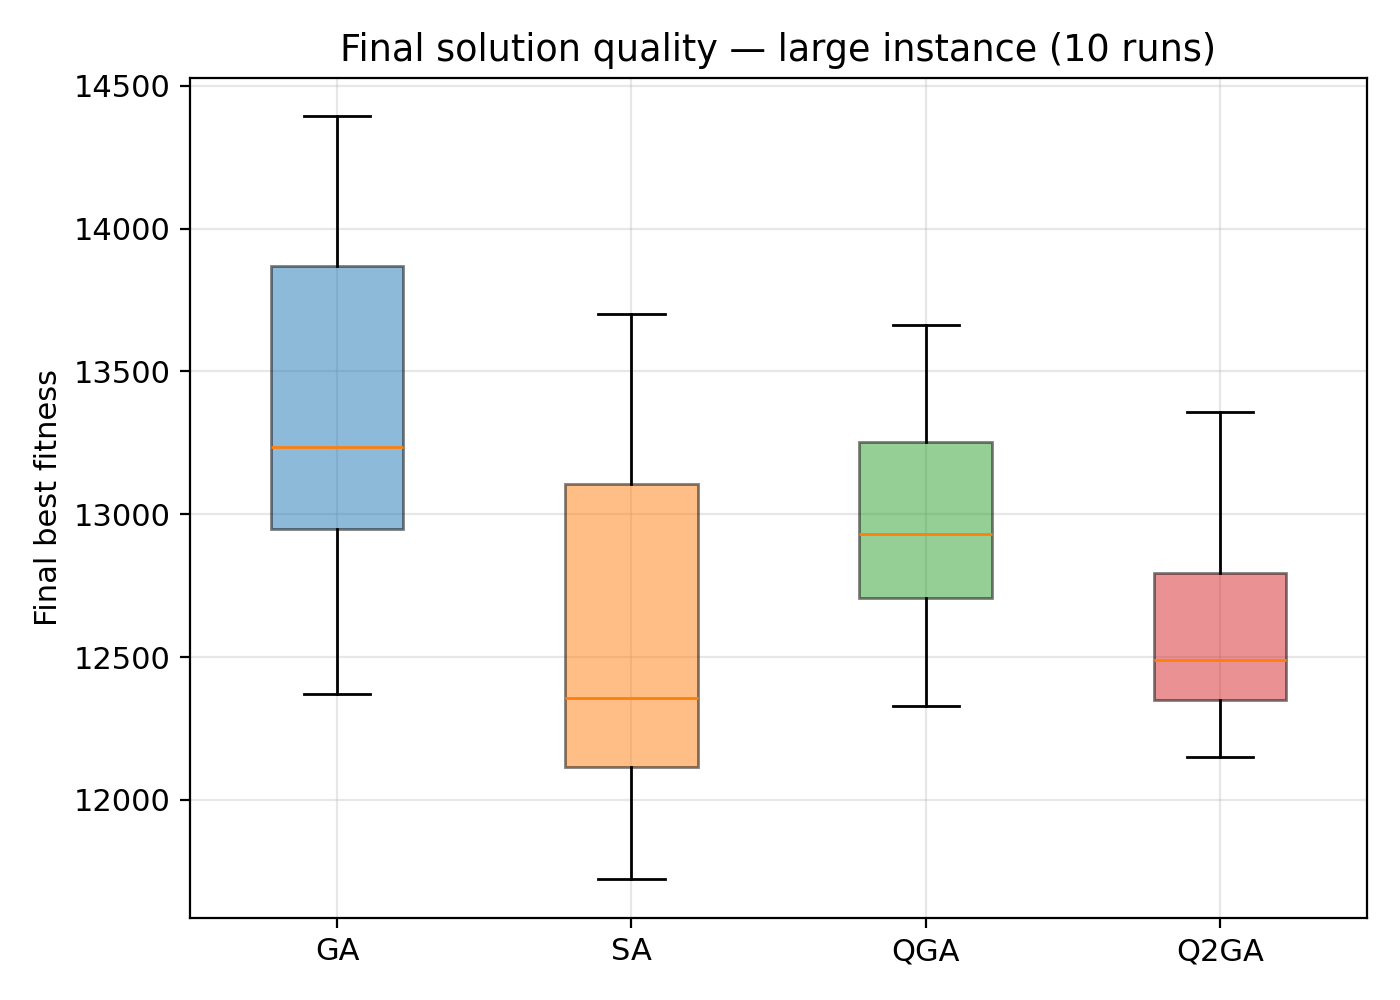 Final solution quality — large instance (10 runs)
Final best fitness
14500
14000
13500
13000
12500
12000
GA SA QGA Q2GA